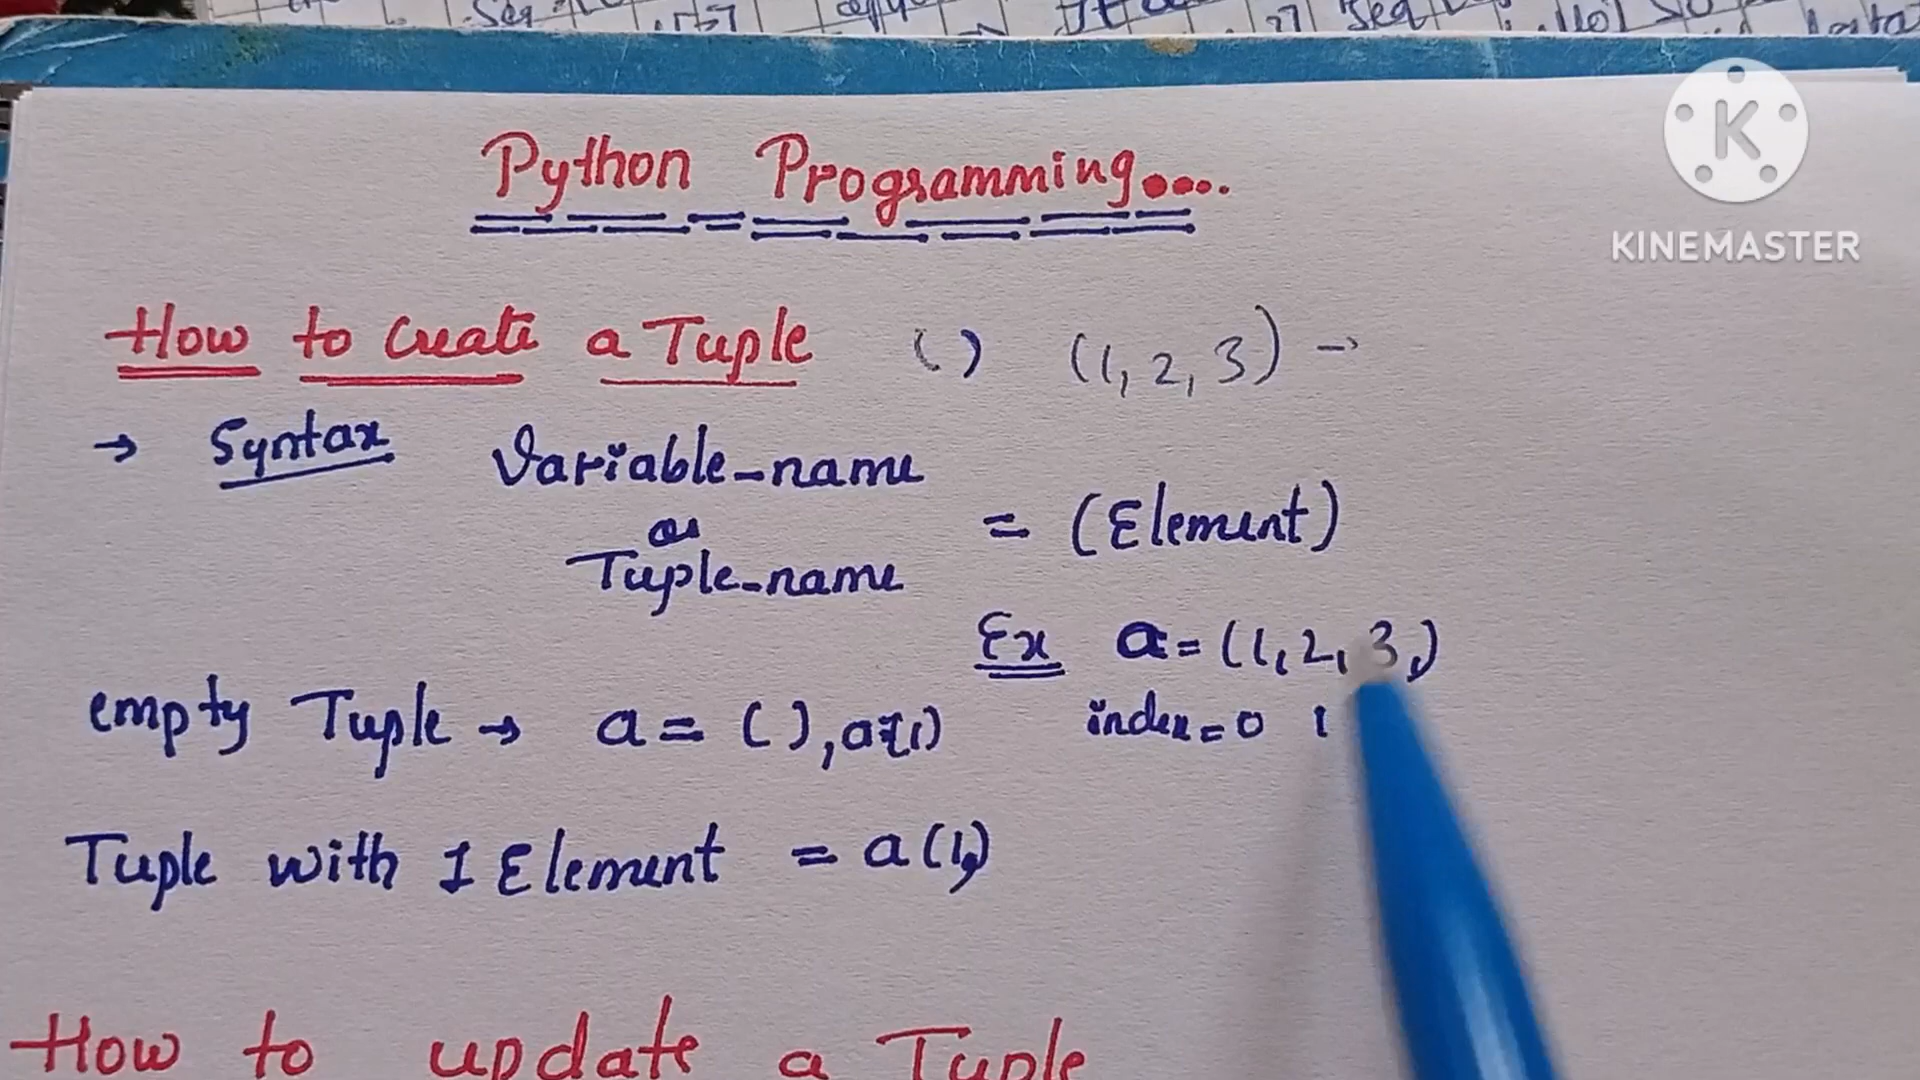 Python Programming....
K
KINEMASTER
How to Create a Tuple () (1, 2, 3) →
→ Syntax Variable_name
or
Tuple_name
= (Element)
Ex a = (1, 2, 3,)
index = 0 1
empty Tuple → a = (),
Tuple with 1 Element = a(1,)
How to update a Tuple